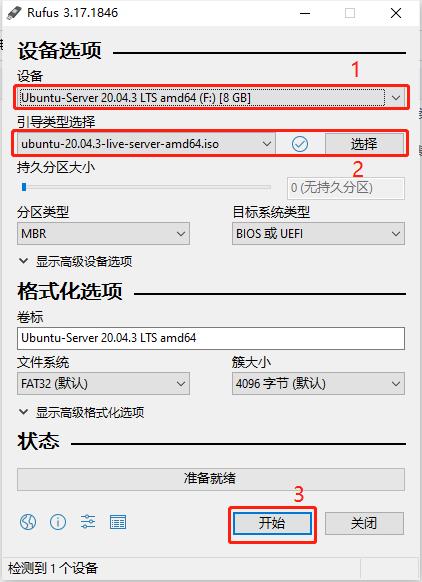 Rufus 3.17.1846
设备选项
设备
1
Ubuntu-Server 20.04.3 LTS amd64 (F:) [8 GB]
引导类型选择
ubuntu-20.04.3-live-server-amd64.iso
选择
2
持久分区大小
0 (无持久分区)
分区类型
目标系统类型
MBR
BIOS 或 UEFI
显示高级设备选项
格式化选项
卷标
Ubuntu-Server 20.04.3 LTS amd64
文件系统
簇大小
FAT32 (默认)
4096 字节 (默认)
显示高级格式化选项
状态
准备就绪
3
开始
关闭
检测到 1 个设备